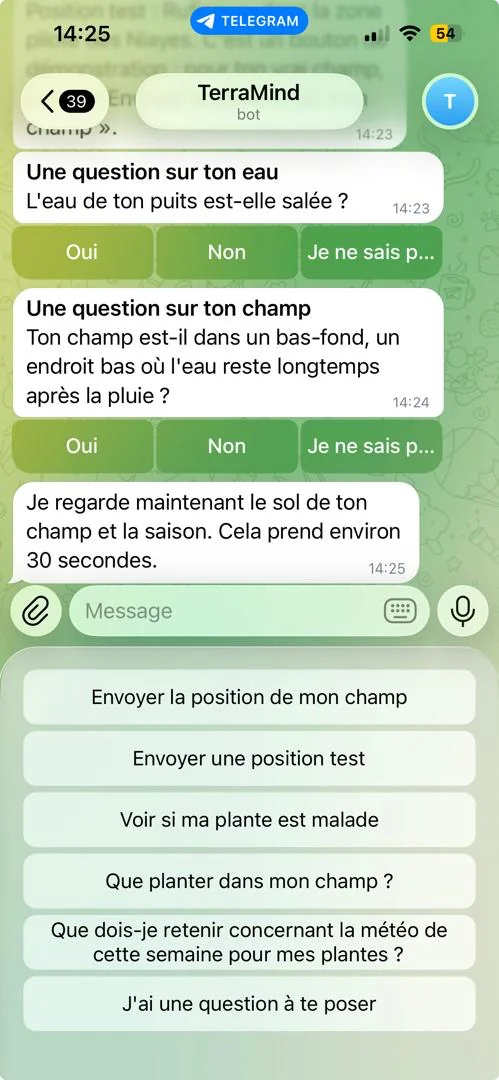 14:25
TELEGRAM
54
39
TerraMind
bot
T
champ ».
14:23
Une question sur ton eau
L'eau de ton puits est-elle salée ?
14:23
Oui
Non
Je ne sais p...
Une question sur ton champ
Ton champ est-il dans un bas-fond, un
endroit bas où l'eau reste longtemps
après la pluie ?
14:24
Oui
Non
Je ne sais p...
Je regarde maintenant le sol de ton
champ et la saison. Cela prend environ
30 secondes.
14:25
Message
Envoyer la position de mon champ
Envoyer une position test
Voir si ma plante est malade
Que planter dans mon champ ?
Que dois-je retenir concernant la météo de
cette semaine pour mes plantes ?
J'ai une question à te poser